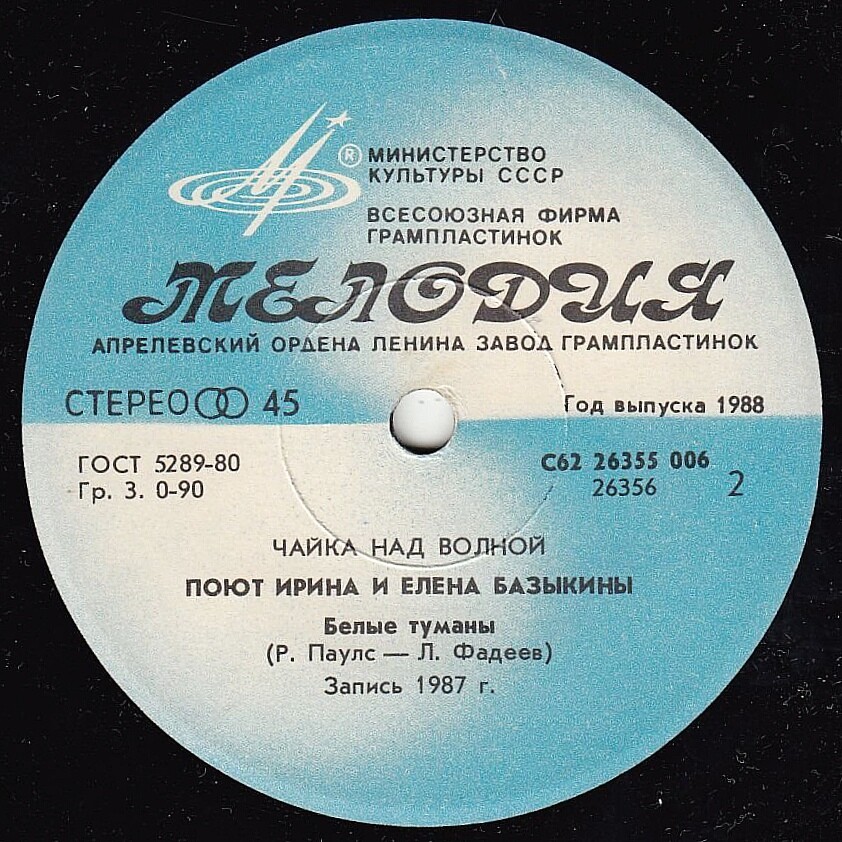 ® МИНИСТЕРСТВО
КУЛЬТУРЫ СССР
ВСЕСОЮЗНАЯ ФИРМА
ГРАМПЛАСТИНОК
МЕЛОДИЯ
АПРЕЛЕВСКИЙ ОРДЕНА ЛЕНИНА ЗАВОД ГРАМПЛАСТИНОК
СТЕРЕО 45 Год выпуска 1988
ГОСТ 5289-80 С62 26355 006
Гр. 3. 0-90 26356 2
ЧАЙКА НАД ВОЛНОЙ
ПОЮТ ИРИНА И ЕЛЕНА БАЗЫКИНЫ
Белые туманы
(Р. Паулс — Л. Фадеев)
Запись 1987 г.